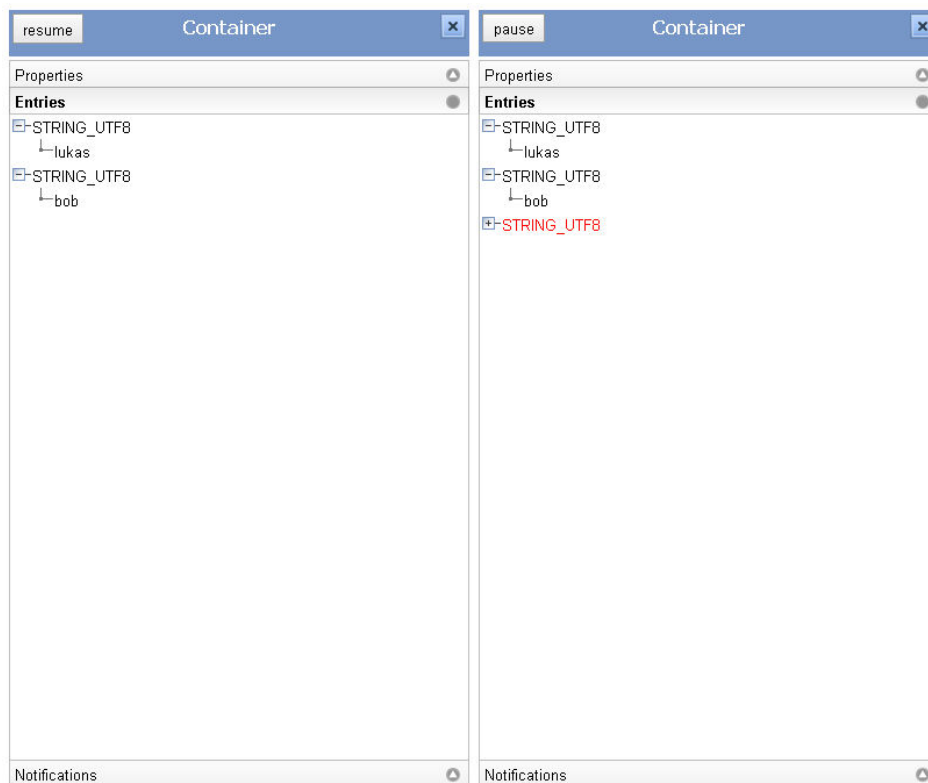 resume
Container
Properties
Entries
STRING_UTF8
lukas
STRING_UTF8
bob
Notifications
pause
Container
Properties
Entries
STRING_UTF8
lukas
STRING_UTF8
bob
STRING_UTF8
Notifications